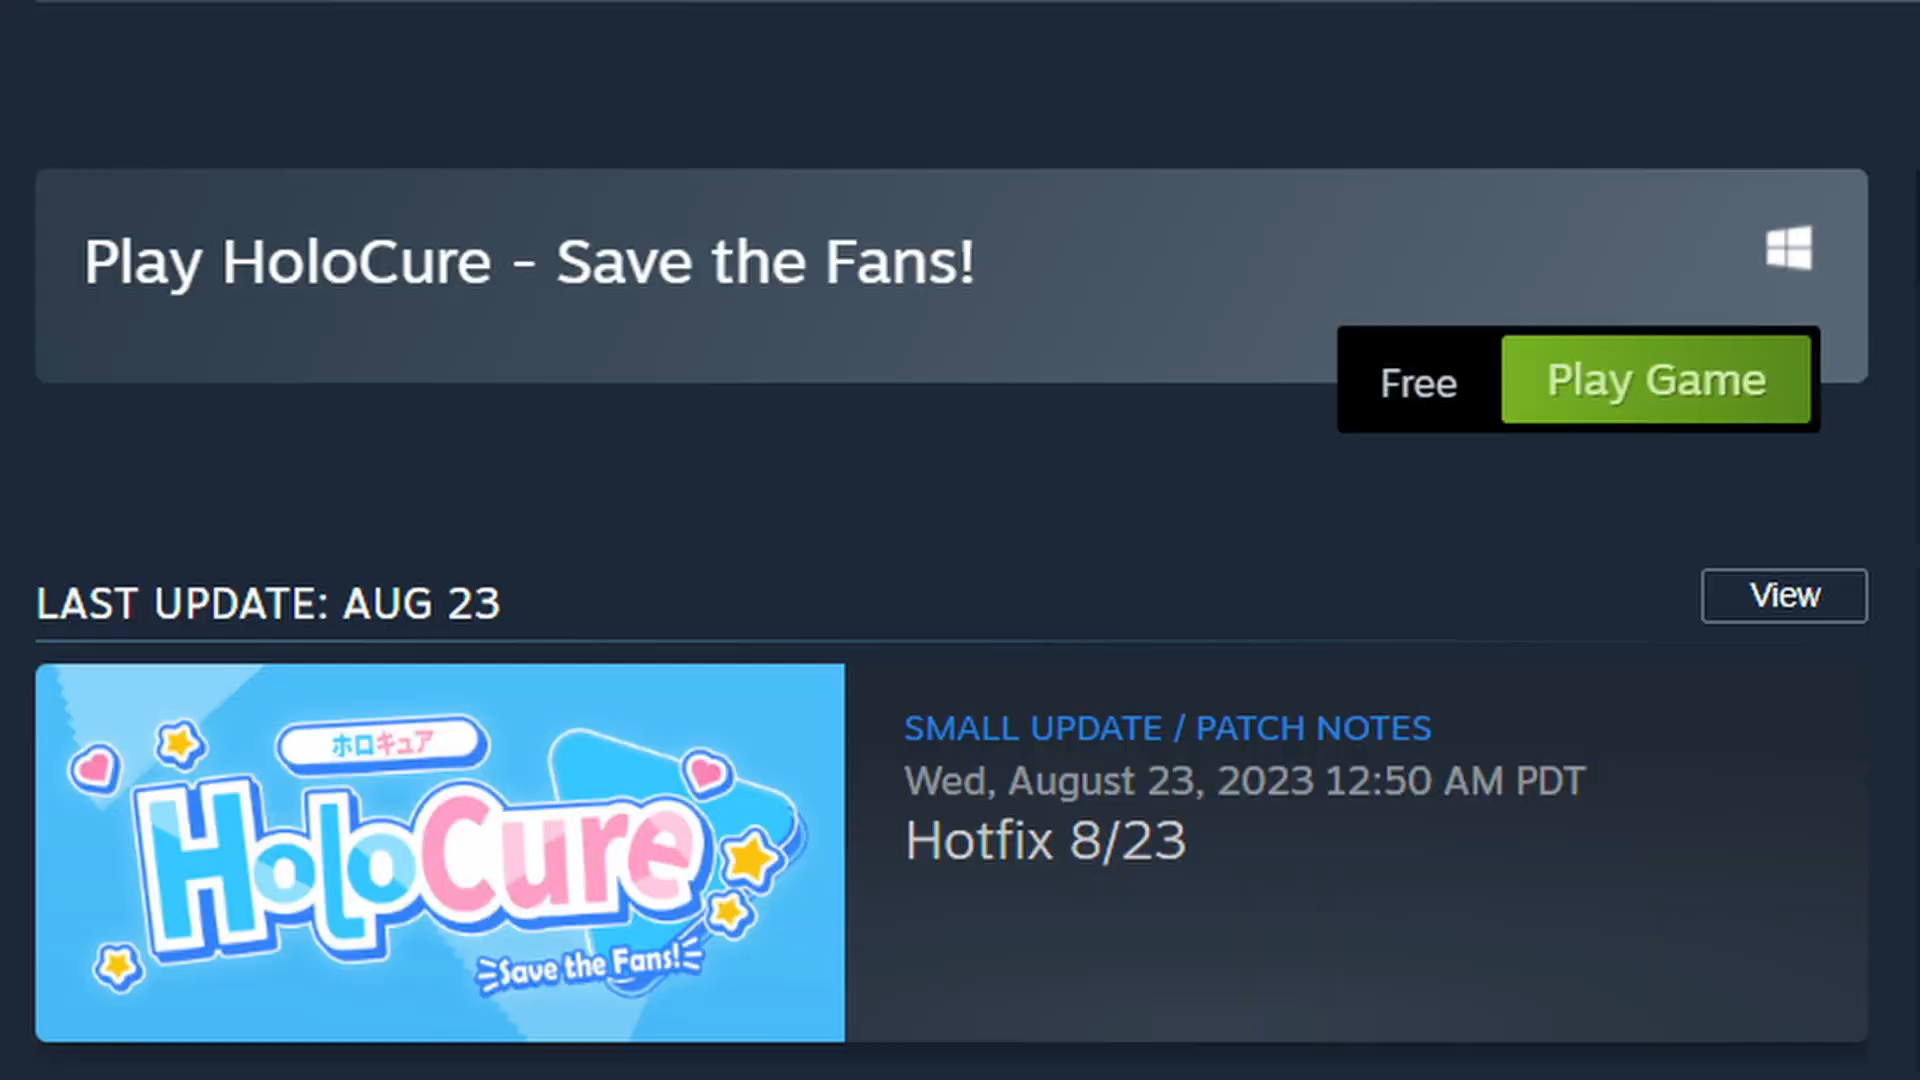 Play HoloCure - Save the Fans!
Free
Play Game
LAST UPDATE: AUG 23
View
ホロキュア
HoloCure
Save the Fans!
SMALL UPDATE / PATCH NOTES
Wed, August 23, 2023 12:50 AM PDT
Hotfix 8/23